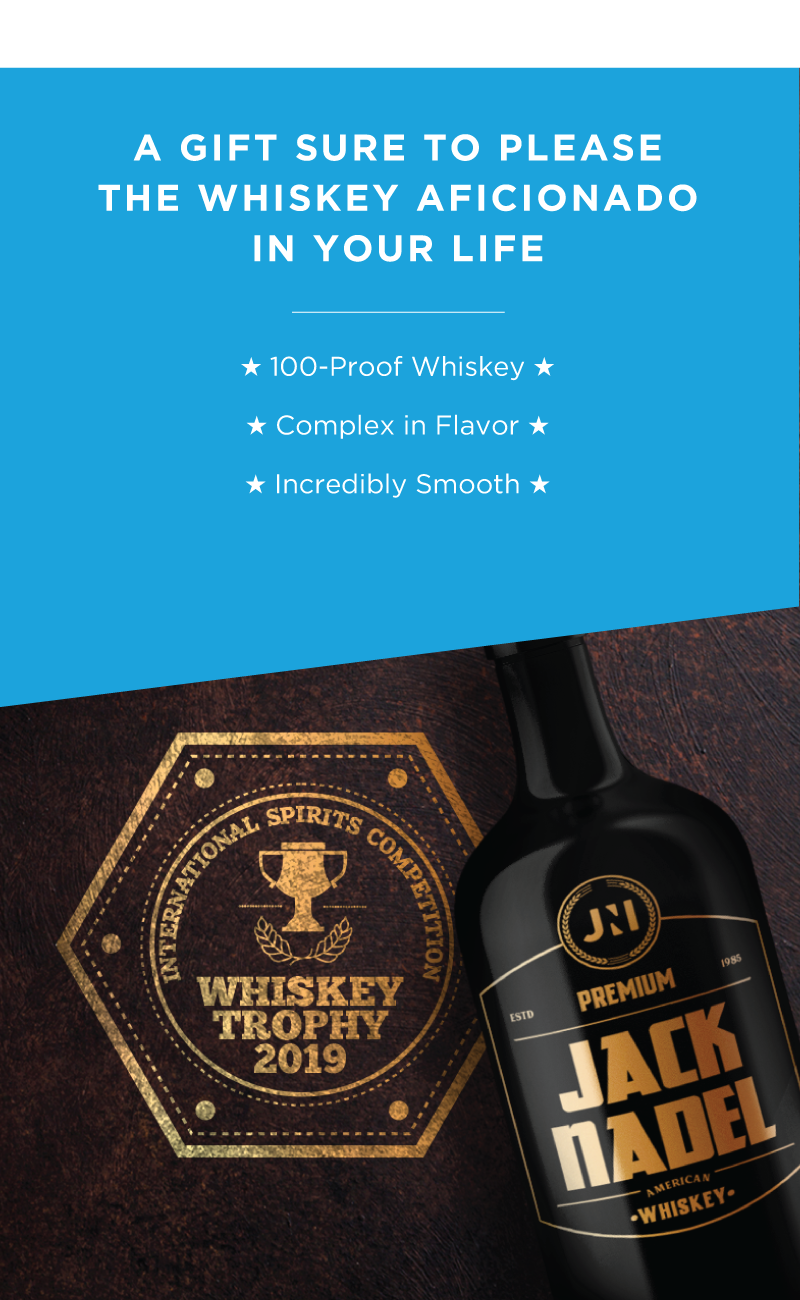 A GIFT SURE TO PLEASE
THE WHISKEY AFICIONADO
IN YOUR LIFE
★ 100-Proof Whiskey ★
★ Complex in Flavor ★
★ Incredibly Smooth ★
INTERNATIONAL SPIRITS COMPETITION
WHISKEY
TROPHY
2019
JN
PREMIUM
ESTD 1985
JACK
NADEL
AMERICAN
•WHISKEY•